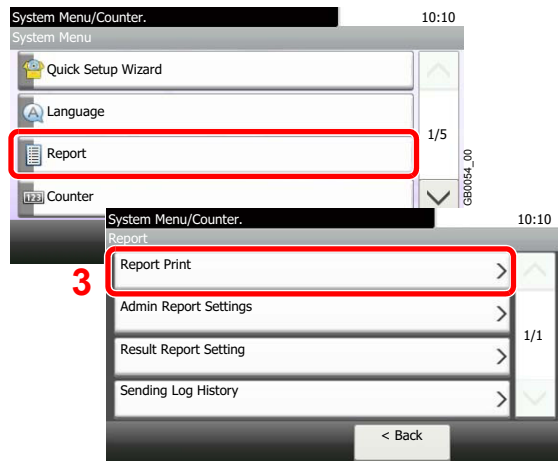 System Menu/Counter.
10:10
System Menu
Quick Setup Wizard
A Language
1/5
Report
123 Counter
GB0054_00
System Menu/Counter.
10:10
Report
3
Report Print
Admin Report Settings
1/1
Result Report Setting
Sending Log History
< Back